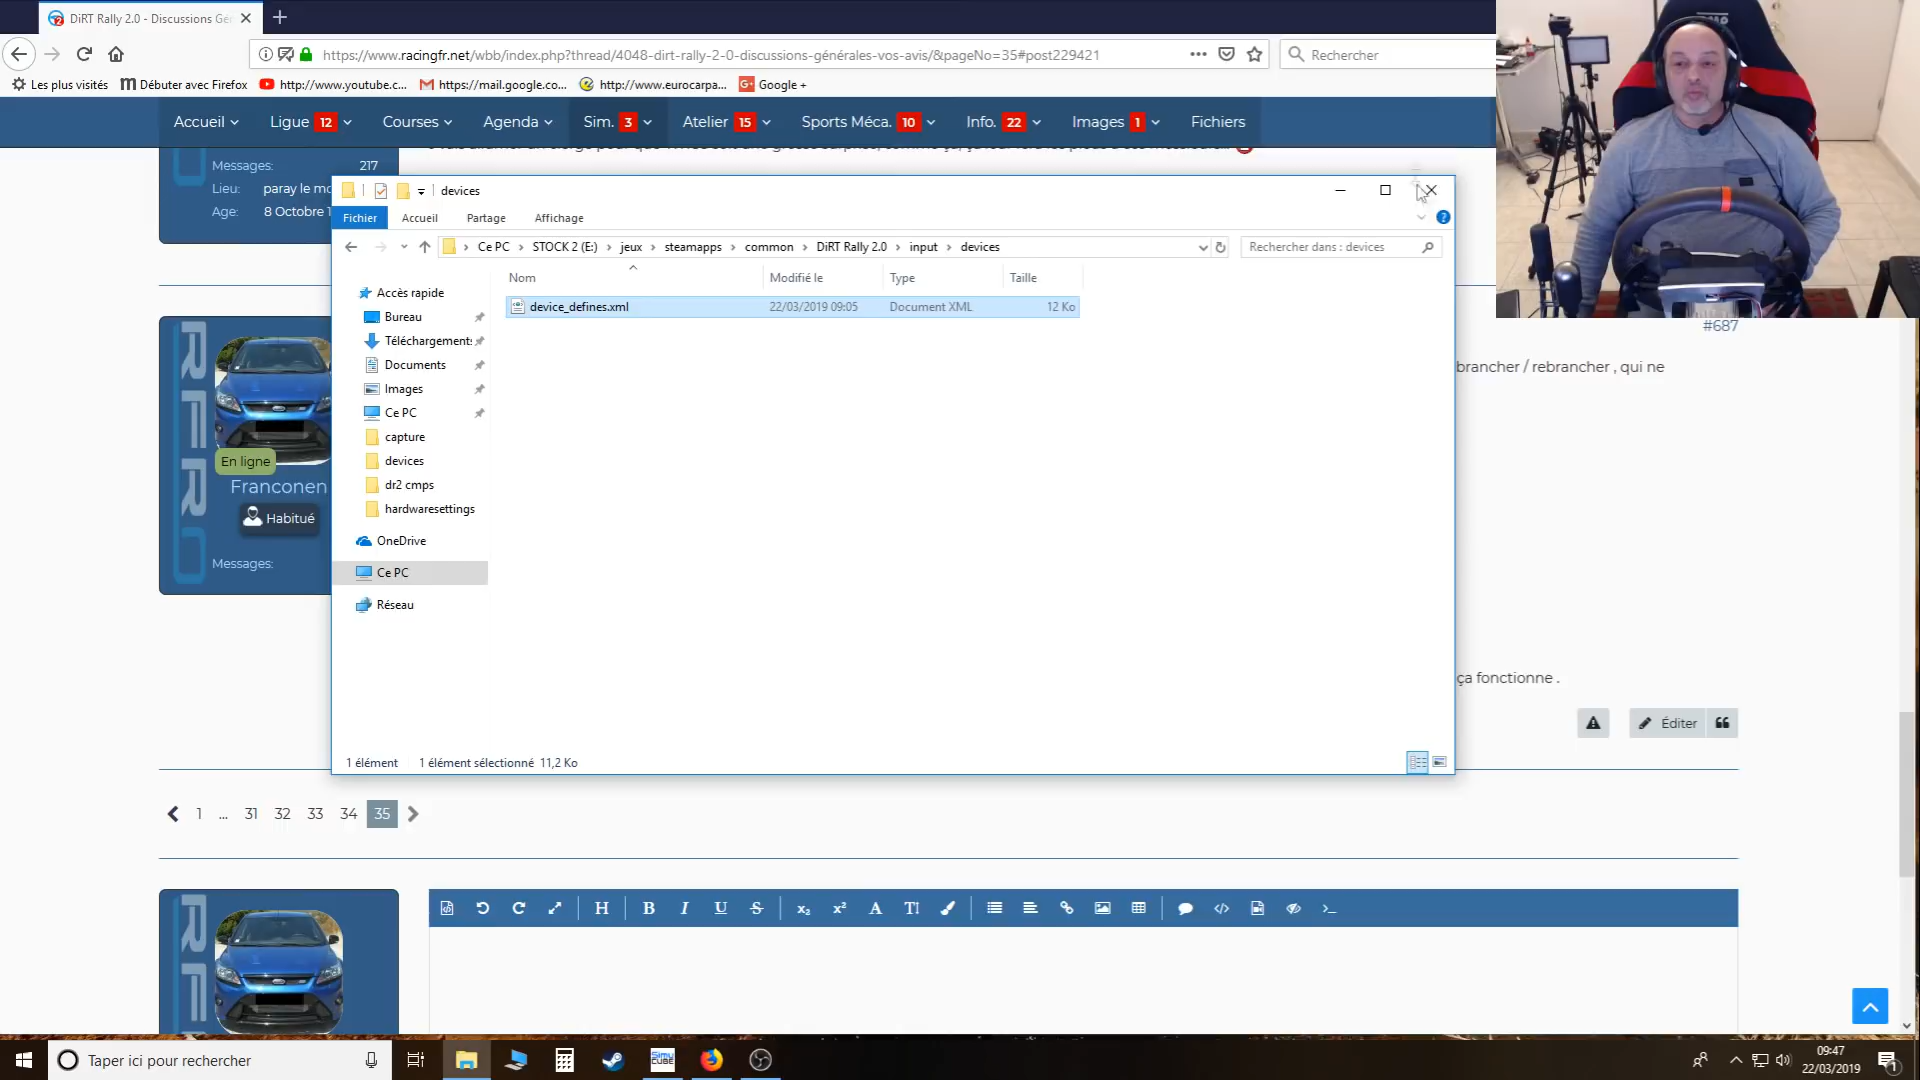 DiRT Rally 2.0 - Discussions Gé
https://www.racingfr.net/wbb/index.php?thread/4048-dirt-rally-2-0-discussions-générales-vos-avis/&pageNo=35#post229421
Rechercher
Les plus visités
Débuter avec Firefox
http://www.youtube.c...
https://mail.google.co...
http://www.eurocarpa...
Google +
Accueil
Ligue 12
Courses
Agenda
Sim. 3
Atelier 15
Sports Méca. 10
Info. 22
Images 1
Fichiers
Messages: 217
Lieu: paray le mo
Age: 8 Octobre 1
devices
Fichier
Accueil
Partage
Affichage
Ce PC > STOCK 2 (E:) > jeux > steamapps > common > DiRT Rally 2.0 > input > devices
Rechercher dans : devices
Nom
Modifié le
Type
Taille
device_defines.xml
22/03/2019 09:05
Document XML
12 Ko
Accès rapide
Bureau
Téléchargement:
Documents
Images
Ce PC
capture
devices
dr2 cmps
hardwaresettings
OneDrive
Ce PC
Réseau
1 élément
1 élément sélectionné 11,2 Ko
#687
brancher / rebrancher , qui ne
ça fonctionne .
Éditer
RFRO
En ligne
Franconen
Habitué
Messages:
1 ... 31 32 33 34 35
H B I U S x₂ x² A TI
Taper ici pour rechercher
SIMU
CUBE
09:47
22/03/2019
1